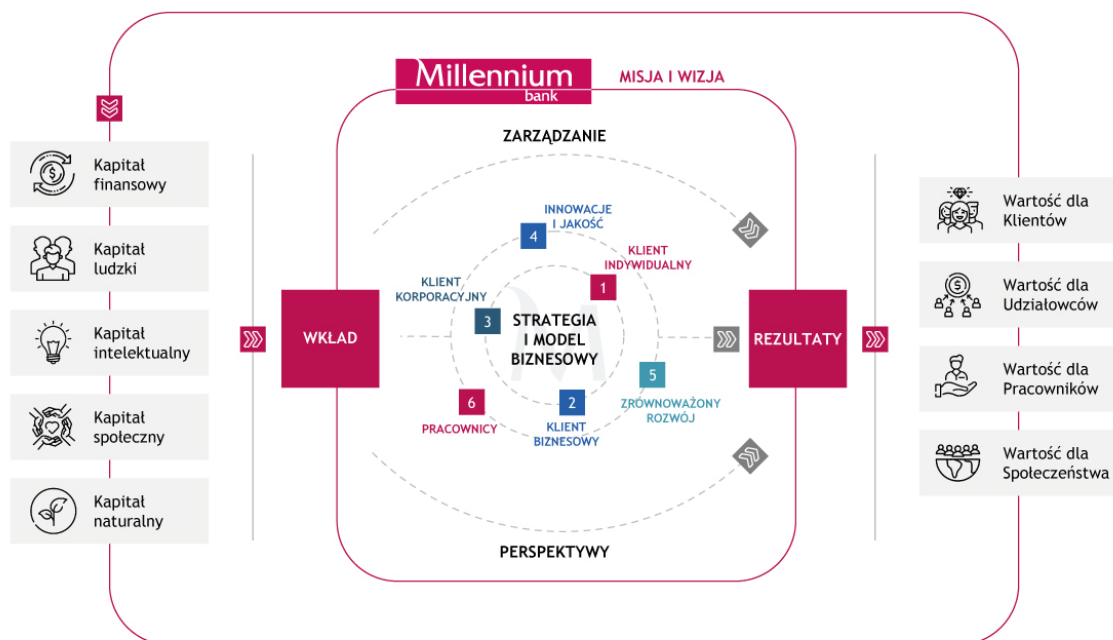 Millennium
bank
MISJA I WIZJA
ZARZĄDZANIE
Kapitał
finansowy
Kapitał
ludzki
Kapitał
intelektualny
Kapitał
społeczny
Kapitał
naturalny
WKŁAD
4
INNOWACJE
I JAKOŚĆ
KLIENT
INDYWIDUALNY
1
KLIENT
KORPORACYJNY
3
STRATEGIA
I MODEL
BIZNESOWY
5
ZRÓWNOWAŻONY
ROZWÓJ
6
PRACOWNICY
2
KLIENT
BIZNESOWY
PERSPEKTYWY
REZULTATY
Wartość dla
Klientów
Wartość dla
Udziałowców
Wartość dla
Pracowników
Wartość dla
Społeczeństwa